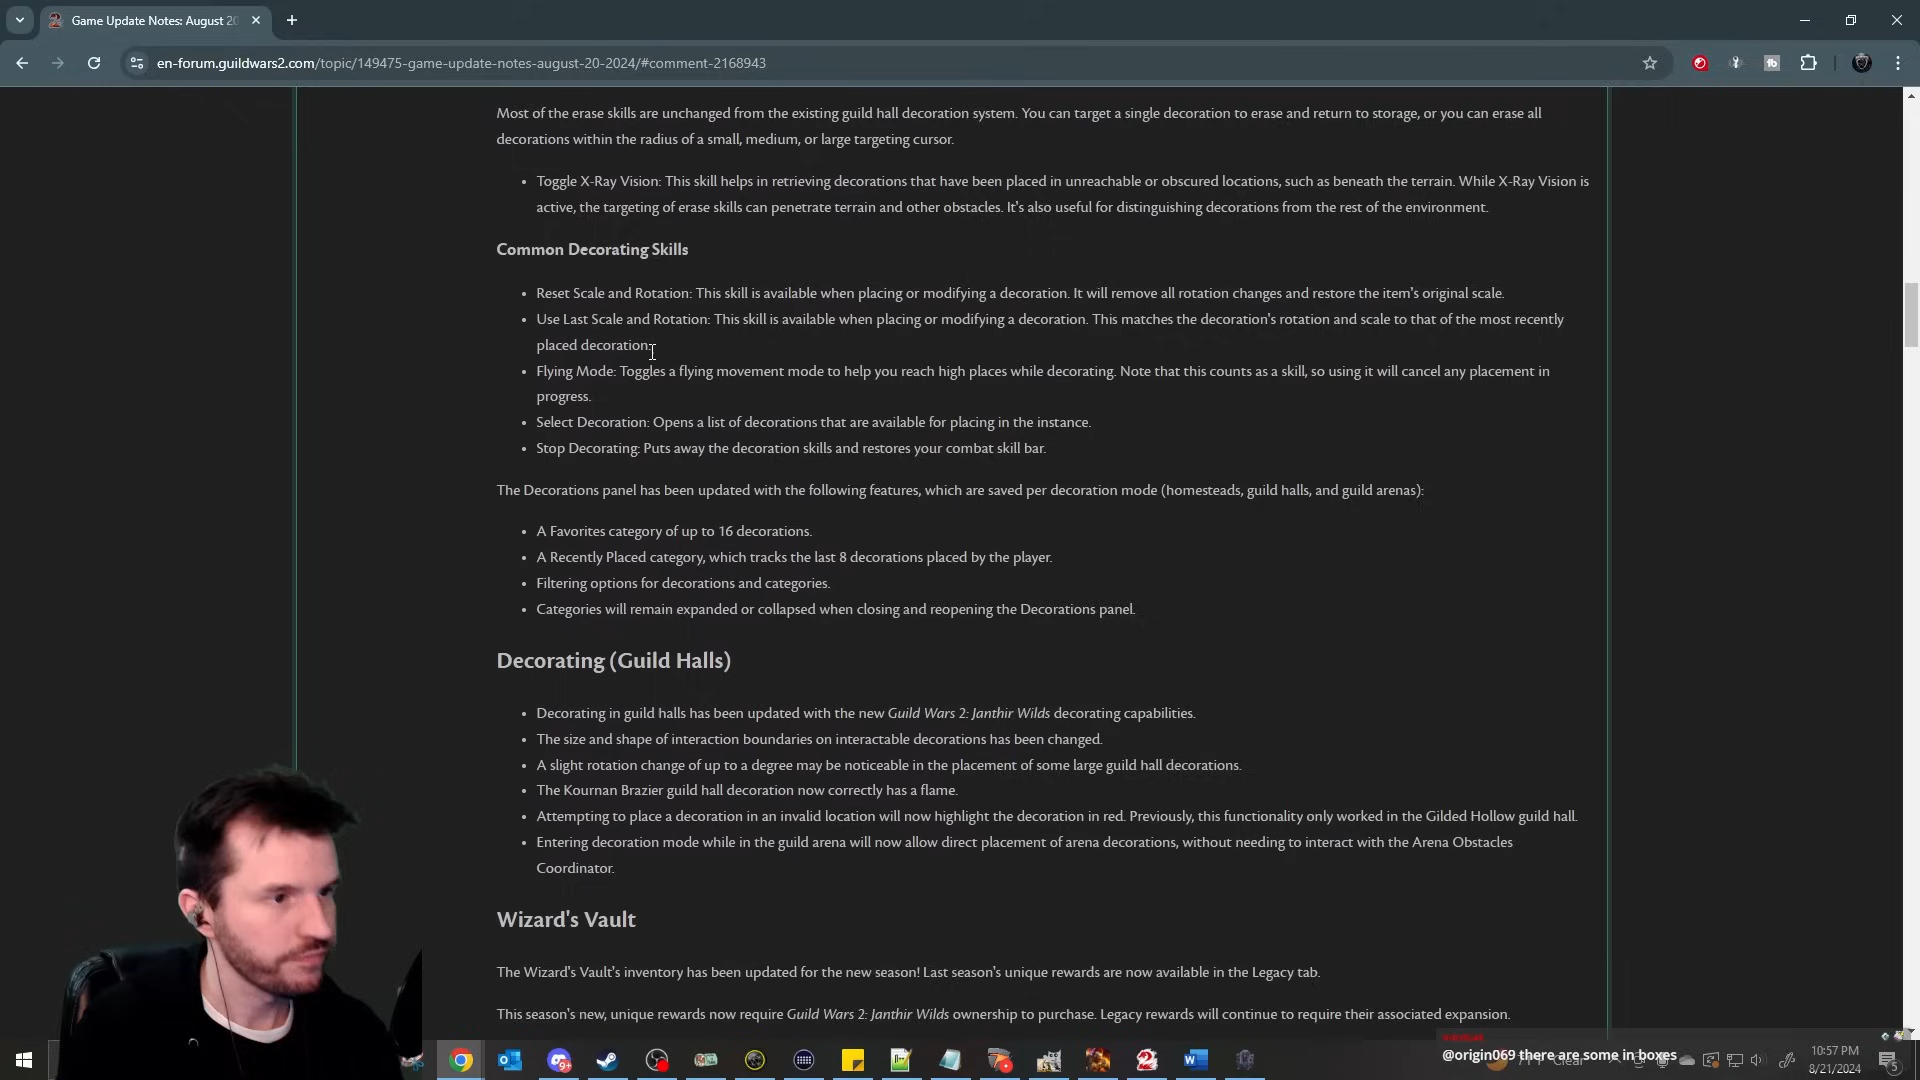 Game Update Notes: August 20
en-forum.guildwars2.com/topic/149475-game-update-notes-august-20-2024/#comment-2168943
Most of the erase skills are unchanged from the existing guild hall decoration system. You can target a single decoration to erase and return to storage, or you can erase all
decorations within the radius of a small, medium, or large targeting cursor.
• Toggle X-Ray Vision: This skill helps in retrieving decorations that have been placed in unreachable or obscured locations, such as beneath the terrain. While X-Ray Vision is
active, the targeting of erase skills can penetrate terrain and other obstacles. It's also useful for distinguishing decorations from the rest of the environment.
Common Decorating Skills
• Reset Scale and Rotation: This skill is available when placing or modifying a decoration. It will remove all rotation changes and restore the item's original scale.
• Use Last Scale and Rotation: This skill is available when placing or modifying a decoration. This matches the decoration's rotation and scale to that of the most recently
placed decoration.
• Flying Mode: Toggles a flying movement mode to help you reach high places while decorating. Note that this counts as a skill, so using it will cancel any placement in
progress.
• Select Decoration: Opens a list of decorations that are available for placing in the instance.
• Stop Decorating: Puts away the decoration skills and restores your combat skill bar.
The Decorations panel has been updated with the following features, which are saved per decoration mode (homesteads, guild halls, and guild arenas):
• A Favorites category of up to 16 decorations.
• A Recently Placed category, which tracks the last 8 decorations placed by the player.
• Filtering options for decorations and categories.
• Categories will remain expanded or collapsed when closing and reopening the Decorations panel.
Decorating (Guild Halls)
• Decorating in guild halls has been updated with the new Guild Wars 2: Janthir Wilds decorating capabilities.
• The size and shape of interaction boundaries on interactable decorations has been changed.
• A slight rotation change of up to a degree may be noticeable in the placement of some large guild hall decorations.
• The Kournan Brazier guild hall decoration now correctly has a flame.
• Attempting to place a decoration in an invalid location will now highlight the decoration in red. Previously, this functionality only worked in the Gilded Hollow guild hall.
• Entering decoration mode while in the guild arena will now allow direct placement of arena decorations, without needing to interact with the Arena Obstacles
Coordinator.
Wizard's Vault
The Wizard's Vault's inventory has been updated for the new season! Last season's unique rewards are now available in the Legacy tab.
This season's new, unique rewards now require Guild Wars 2: Janthir Wilds ownership to purchase. Legacy rewards will continue to require their associated expansion.
@origin069 there are some in boxes
10:57 PM
8/21/2024